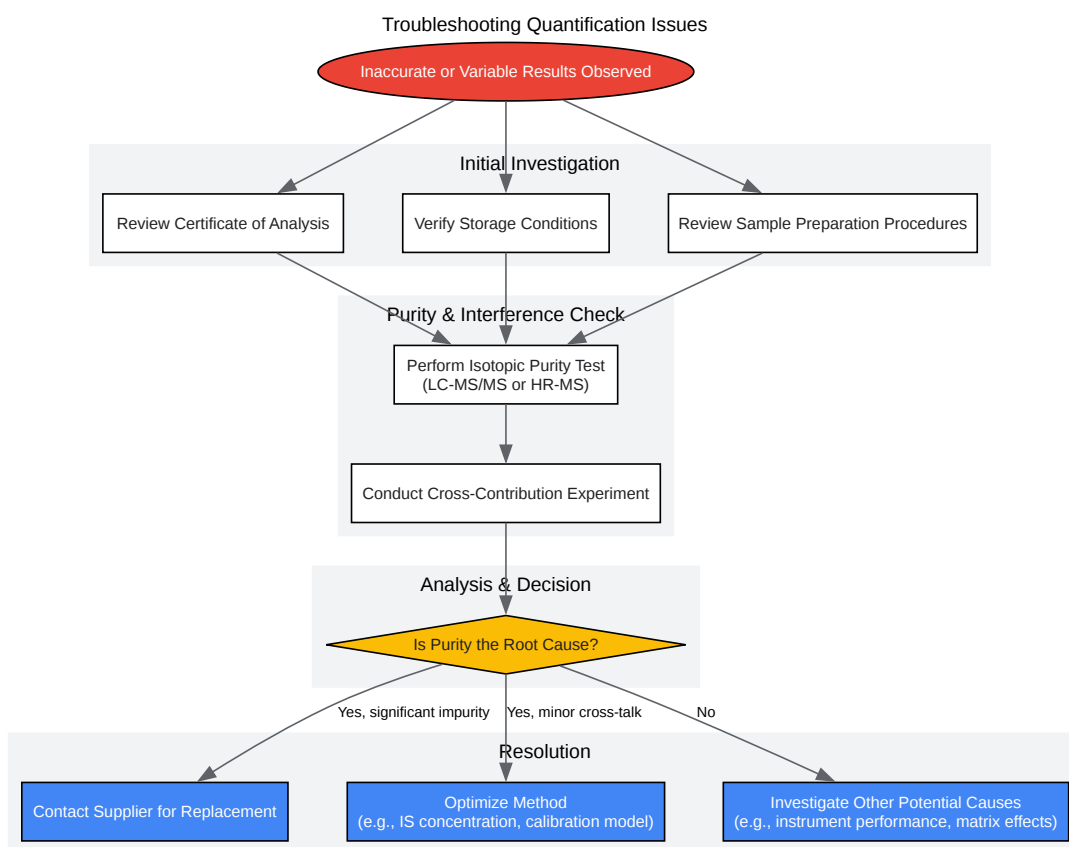 Troubleshooting Quantification Issues
Inaccurate or Variable Results Observed
Initial Investigation
Review Certificate of Analysis
Verify Storage Conditions
Review Sample Preparation Procedures
Purity & Interference Check
Perform Isotopic Purity Test
(LC-MS/MS or HR-MS)
Conduct Cross-Contribution Experiment
Analysis & Decision
Is Purity the Root Cause?
Yes, significant impurity
Yes, minor cross-talk
No
Resolution
Contact Supplier for Replacement
Optimize Method
(e.g., IS concentration, calibration model)
Investigate Other Potential Causes
(e.g., instrument performance, matrix effects)